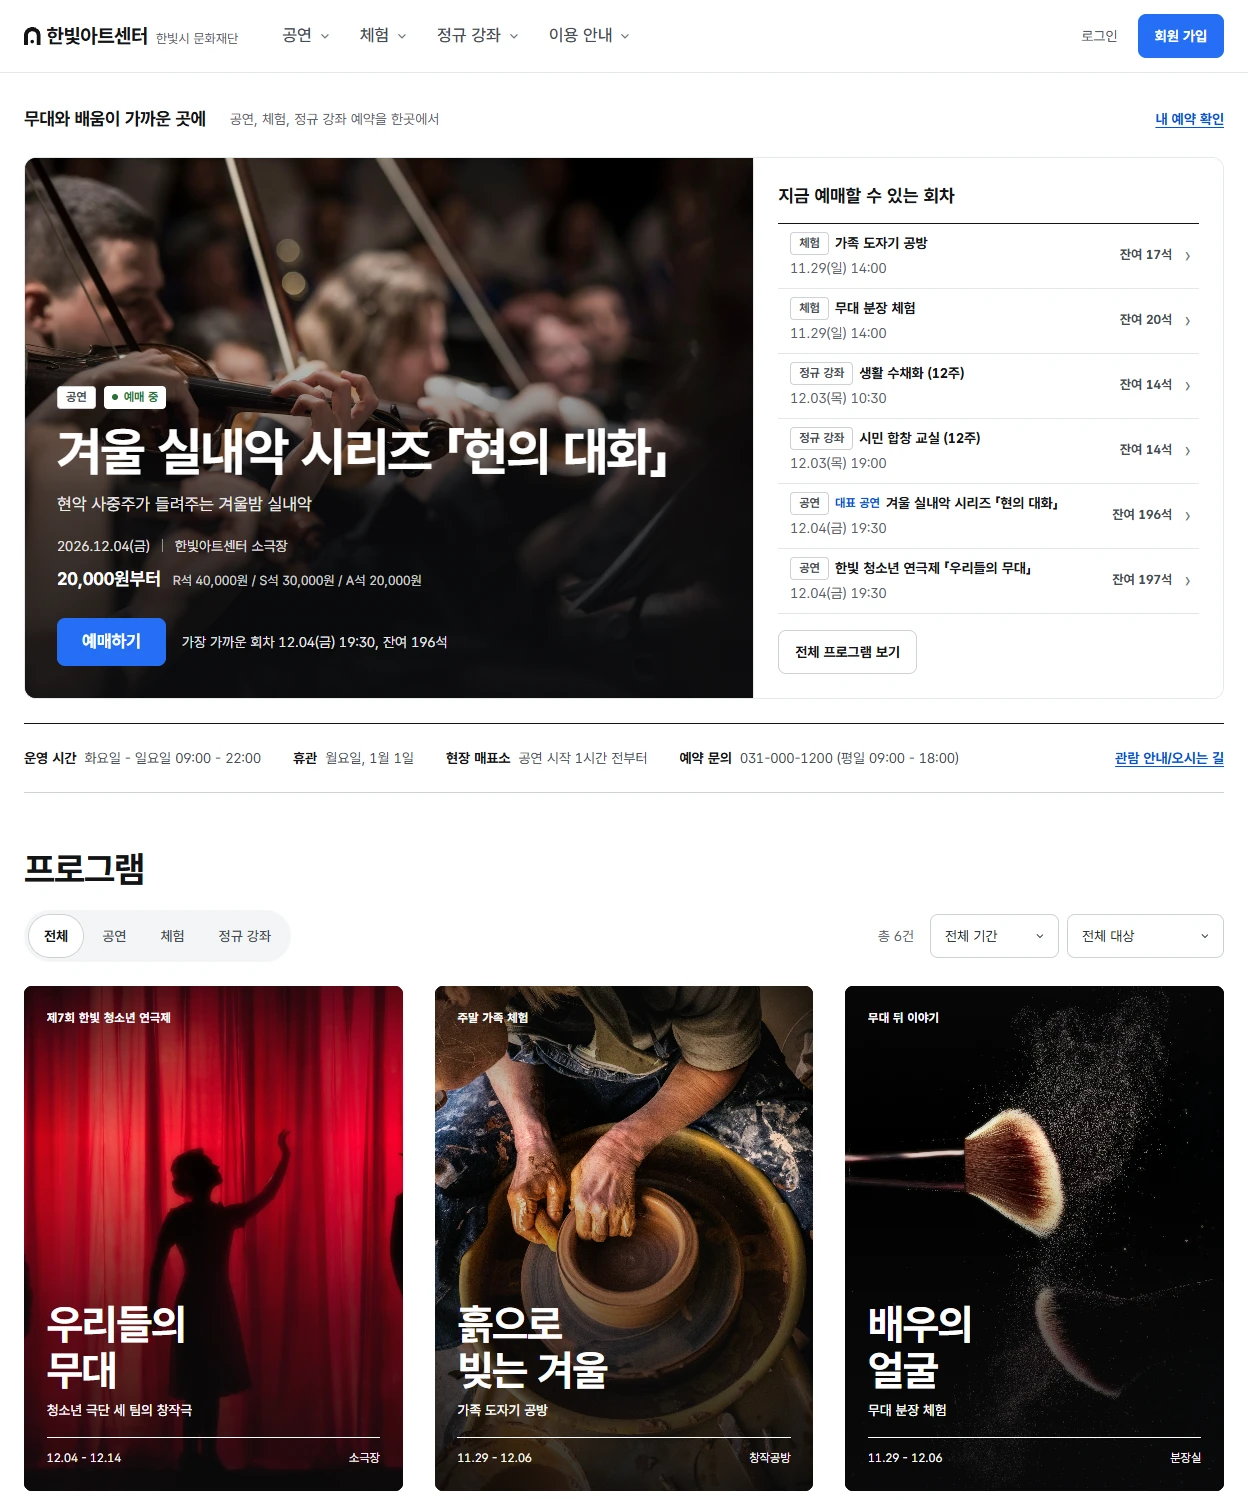 한빛아트센터 한빛시 문화재단 공연 체험 정규 강좌 이용 안내 로그인 회원 가입
무대와 배움이 가까운 곳에 공연, 체험, 정규 강좌 예약을 한곳에서 내 예약 확인
공연 예매 중
겨울 실내악 시리즈 「현의 대화」
현악 사중주가 들려주는 겨울밤 실내악
2026.12.04(금) 한빛아트센터 소극장
20,000원부터 R석 40,000원 / S석 30,000원 / A석 20,000원
예매하기 가장 가까운 회차 12.04(금) 19:30, 잔여 196석
지금 예매할 수 있는 회차
체험 가족 도자기 공방
11.29(일) 14:00
잔여 17석
체험 무대 분장 체험
11.29(일) 14:00
잔여 20석
정규 강좌 생활 수채화 (12주)
12.03(목) 10:30
잔여 14석
정규 강좌 시민 합창 교실 (12주)
12.03(목) 19:00
잔여 14석
공연 대표 공연 겨울 실내악 시리즈 「현의 대화」
12.04(금) 19:30
잔여 196석
공연 한빛 청소년 연극제 「우리들의 무대」
12.04(금) 19:30
잔여 197석
전체 프로그램 보기
운영 시간 화요일 - 일요일 09:00 - 22:00 휴관 월요일, 1월 1일 현장 매표소 공연 시작 1시간 전부터 예약 문의 031-000-1200 (평일 09:00 - 18:00) 관람 안내/오시는 길
프로그램
전체 공연 체험 정규 강좌 총 6건 전체 기간 전체 대상
제7회 한빛 청소년 연극제
우리들의
무대
청소년 극단 세 팀의 창작극
12.04 - 12.14 소극장
주말 가족 체험
흙으로
빚는 겨울
가족 도자기 공방
11.29 - 12.06 창작공방
무대 뒤 이야기
배우의
얼굴
무대 분장 체험
11.29 - 12.06 분장실